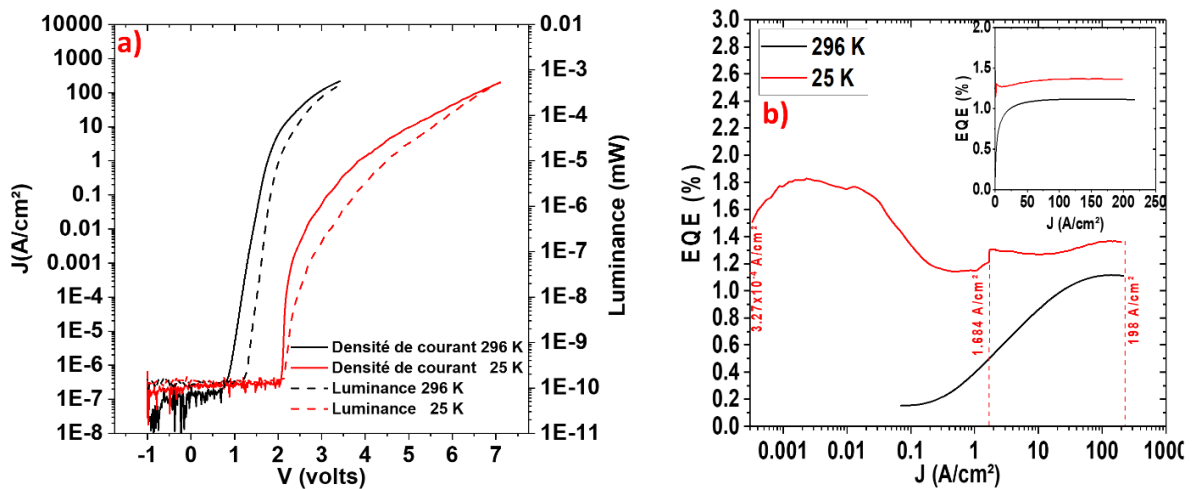 a)
10000
1000
100
10
1
0.1
0.01
0.001
1E-4
1E-5
1E-6
1E-7
1E-8
J(A/cm²)
-1 0 1 2 3 4 5 6 7
V (volts)
0.01
1E-3
1E-4
1E-5
1E-6
1E-7
1E-8
1E-9
1E-10
1E-11
Luminance (mW)
Densité de courant 296 K
Densité de courant 25 K
Luminance 296 K
Luminance 25 K
b)
3.0
2.8
2.6
2.4
2.2
2.0
1.8
1.6
1.4
1.2
1.0
0.8
0.6
0.4
0.2
0.0
EQE (%)
296 K
25 K
3.27x10⁻⁴ A/cm²
1.684 A/cm²
198 A/cm²
0.001 0.01 0.1 1 10 100
J (A/cm²)
2.0
1.5
1.0
0.5
0.0
EQE (%)
0 50 100 150 200 250
J (A/cm²)